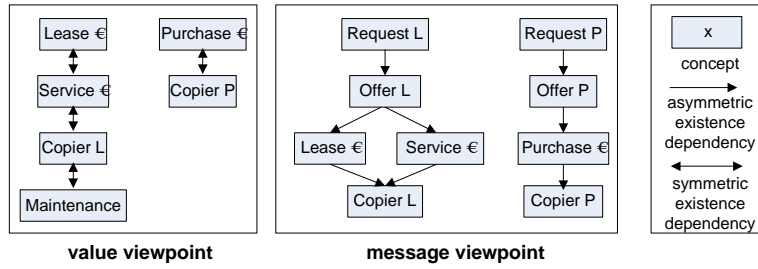 Lease €
Purchase €
Service €
Copier P
Copier L
Maintenance
value viewpoint
Request L
Request P
Offer L
Offer P
Lease €
Service €
Purchase €
Copier L
Copier P
message viewpoint
x
concept
asymmetric
existence
dependency
symmetric
existence
dependency